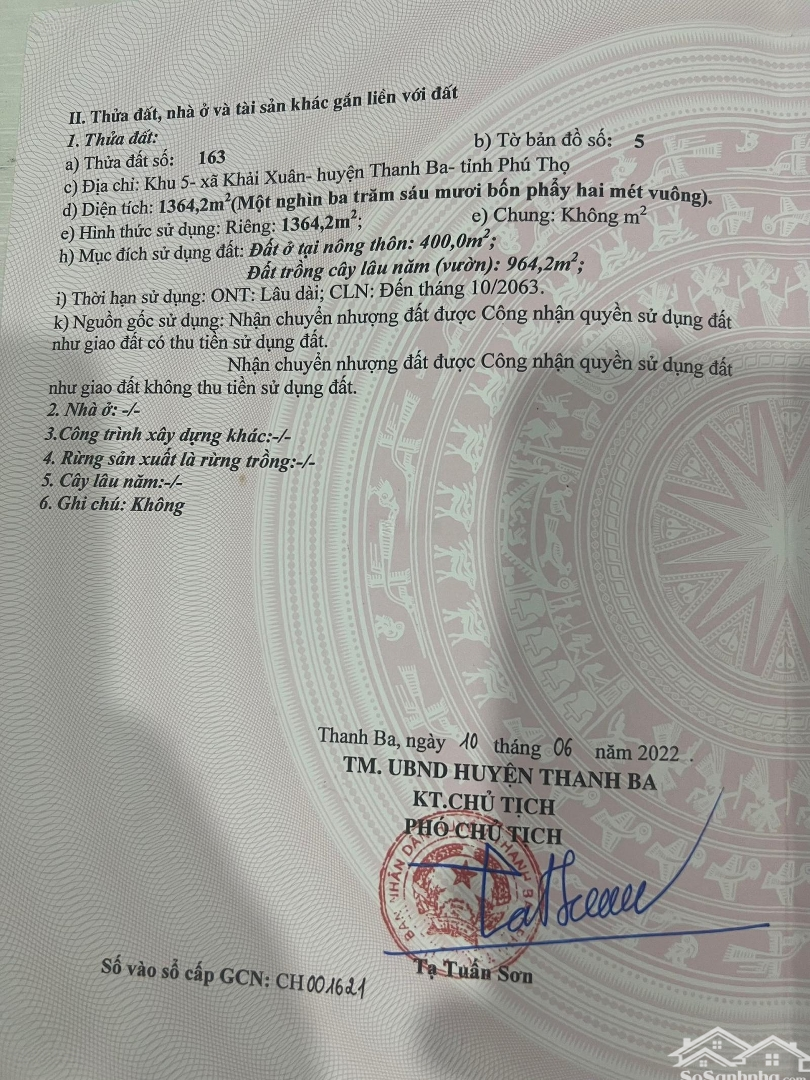 II. Thửa đất, nhà ở và tài sản khác gắn liền với đất
1. Thửa đất:
a) Thửa đất số: 163 b) Tờ bản đồ số: 5
c) Địa chỉ: Khu 5- xã Khải Xuân- huyện Thanh Ba- tỉnh Phú Thọ
d) Diện tích: 1364,2m²(Một nghìn ba trăm sáu mươi bốn phẩy hai mét vuông).
e) Hình thức sử dụng: Riêng: 1364,2m²; e) Chung: Không m²
h) Mục đích sử dụng đất: Đất ở tại nông thôn: 400,0m²;
Đất trồng cây lâu năm (vườn): 964,2m²;
i) Thời hạn sử dụng: ONT: Lâu dài; CLN: Đến tháng 10/2063.
k) Nguồn gốc sử dụng: Nhận chuyển nhượng đất được Công nhận quyền sử dụng đất
như giao đất có thu tiền sử dụng đất.
Nhận chuyển nhượng đất được Công nhận quyền sử dụng đất
như giao đất không thu tiền sử dụng đất.
2. Nhà ở: -/-
3.Công trình xây dựng khác:-/-
4. Rừng sản xuất là rừng trồng:-/-
5. Cây lâu năm:-/-
6. Ghi chú: Không
Thanh Ba, ngày 10 tháng 06 năm 2022.
TM. UBND HUYỆN THANH BA
KT.CHỦ TỊCH
PHÓ CHỦ TỊCH
Tạ Tuấn Sơn
Số vào sổ cấp GCN: CH001621
SoSanhnha.com